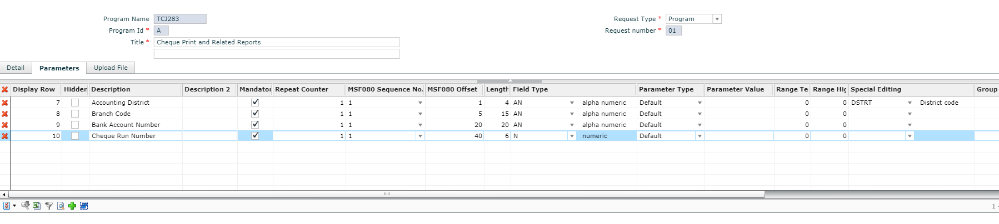 Program Name TCJ283 Request Type * Program
Program Id * A Request number * 01
Title * Cheque Print and Related Reports
Detail Parameters Upload File
Display Row Hidden Description Description 2 Mandator Repeat Counter MSF080 Sequence No. MSF080 Offset Length Field Type Parameter Type Parameter Value Range Te Range Hig Special Editing Group
7 Accounting District 1 1 1 4 AN alpha numeric Default 0 0 DSTRT District code
8 Branch Code 1 1 5 15 AN alpha numeric Default 0 0
9 Bank Account Number 1 1 20 20 AN alpha numeric Default 0 0
10 Cheque Run Number 1 1 40 6 N numeric Default 0 0
1 -